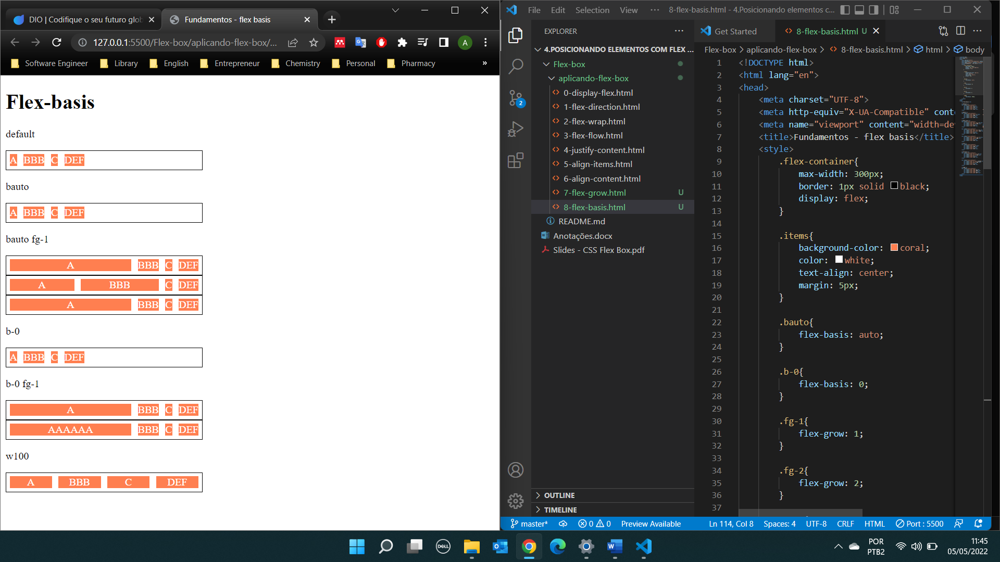 DIO | Codifique o seu futuro glob
Fundamentos - flex basis
127.0.0.1:5500/Flex-box/aplicando-flex-box/...
A
Software Engineer
Library
English
Entrepreneur
Chemistry
Personal
Pharmacy
»
Flex-basis
default
A BBB C DEF
bauto
A BBB C DEF
bauto fg-1
A BBB C DEF
A BBB C DEF
A BBB C DEF
b-0
A BBB C DEF
b-0 fg-1
A BBB C DEF
AAAAAA BBB C DEF
w100
A BBB C DEF
File Edit Selection View ··· 8-flex-basis.html - 4.Posicionando elementos c...
EXPLORER ···
4.POSICIONANDO ELEMENTOS COM FLEX ...
Flex-box
aplicando-flex-box
0-display-flex.html
1-flex-direction.html
2-flex-wrap.html
3-flex-flow.html
4-justify-content.html
5-align-items.html
6-align-content.html
7-flex-grow.html U
8-flex-basis.html U
README.md
Anotações.docx
Slides - CSS Flex Box.pdf
OUTLINE
TIMELINE
2
Get Started
8-flex-basis.html U
Flex-box > aplicando-flex-box > 8-flex-basis.html > html > body
1 <!DOCTYPE html>
2 <html lang="en">
3 <head>
4 <meta charset="UTF-8">
5 <meta http-equiv="X-UA-Compatible" cont
6 <meta name="viewport" content="width=de
7 <title>Fundamentos - flex basis</title>
8 <style>
9 .flex-container{
10 max-width: 300px;
11 border: 1px solid black;
12 display: flex;
13 }
14
15 .items{
16 background-color: coral;
17 color: white;
18 text-align: center;
19 margin: 5px;
20 }
21
22 .bauto{
23 flex-basis: auto;
24 }
25
26 .b-0{
27 flex-basis: 0;
28 }
29
30 .fg-1{
31 flex-grow: 1;
32 }
33
34 .fg-2{
35 flex-grow: 2;
36 }
37
master* 0 0 Preview Available Ln 114, Col 8 Spaces: 4 UTF-8 CRLF HTML Port : 5500
DELL
POR
PTB2
11:45
05/05/2022